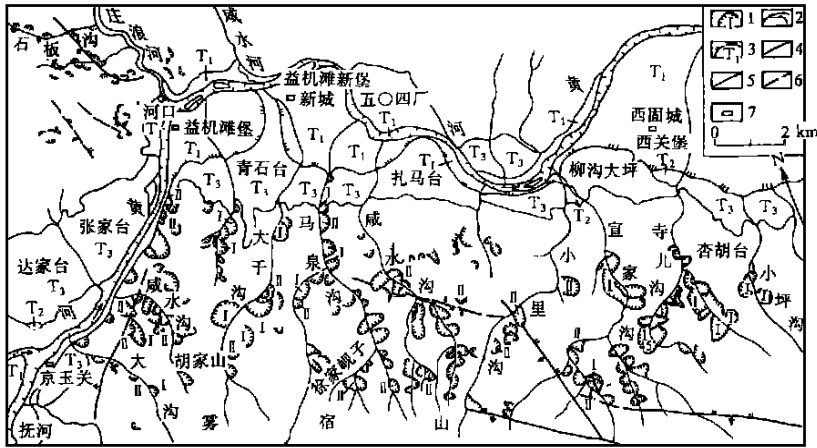 石板沟
庄浪河
咸水河
T₁
河口
T₁
益机滩堡
益机滩新堡
新城
五〇四厂
黄河
T₁
T₁
T₁
T₁
T₁
T₁
青石台
T₃
T₃
T₃
T₃
扎马台
T₃
T₃
T₃
西固城
西关堡
T₂
柳沟大坪
T₂
T₃
T₃
杏胡台
黄河
张家台
T₃
达家台
T₃
T₂
T₁
T₃
京玉关
抚河
咸水沟
大沟
胡家山
大于沟
马泉沟
咸水沟
徐家岘子
小里沟
宣家沟
寺儿沟
小坪沟
雾宿山
I
II
1
2
T₁
3
4
5
6
7
0 2 km
N